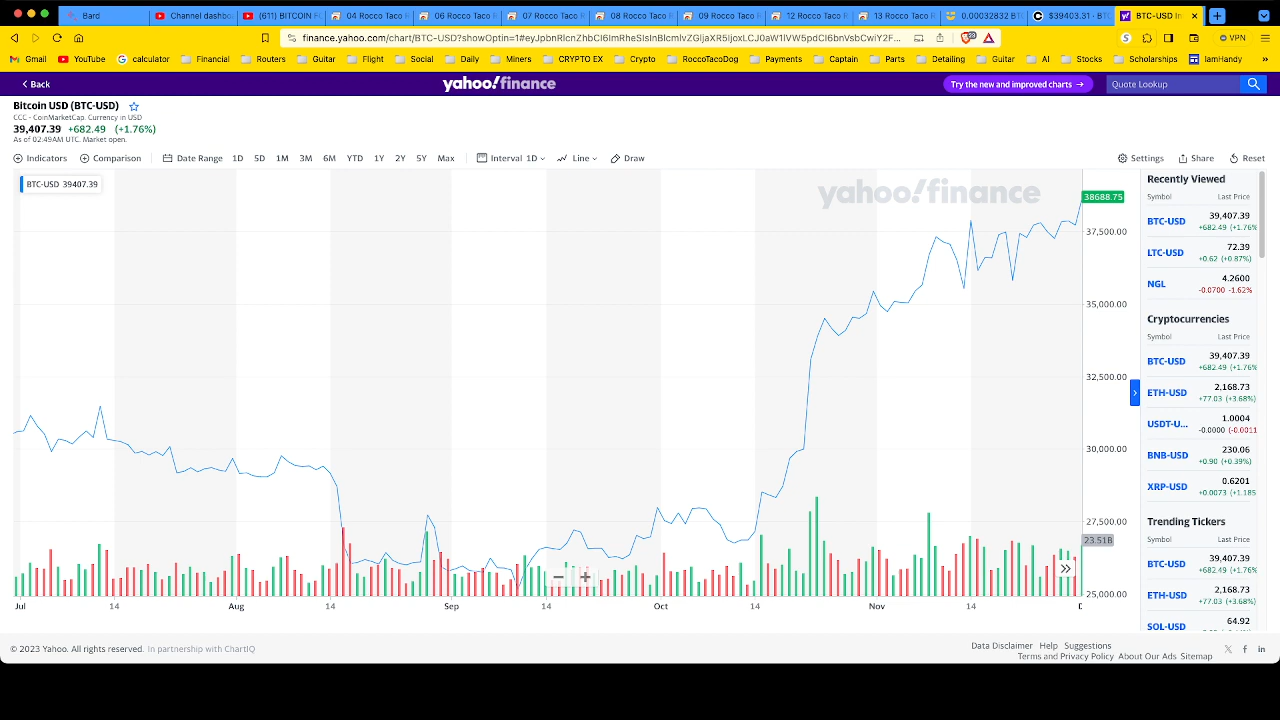 Bard
Channel dashbo
(611) BITCOIN F
04 Rocco Taco
06 Rocco Taco R
07 Rocco Taco R
08 Rocco Taco R
09 Rocco Taco R
12 Rocco Taco R
13 Rocco Taco R
0.00032832 B
$39403.31 - BT
BTC-USD In
finance.yahoo.com/chart/BTC-USD?showOptin=1#
VPN
Gmail YouTube calculator Financial Routers Guitar Flight Social Daily Miners CRYPTO EX Crypto RoccoTacoDog Payments Captain Parts Detailing Guitar AI Stocks Scholarships IamHandy »
Back
yahoo!finance
Try the new and improved charts →
Quote Lookup
Bitcoin USD (BTC-USD)
CCC - CoinMarketCap. Currency in USD
39,407.39 +682.49 (+1.76%)
As of 02:49AM UTC. Market open.
Indicators Comparison Date Range 1D 5D 1M 3M 6M YTD 1Y 2Y 5Y Max Interval 1D Line Draw Settings Share Reset
BTC-USD 39407.39
yahoo!finance
38688.75
37,500.00
35,000.00
32,500.00
30,000.00
27,500.00
23.51B
25,000.00
Jul 14 Aug 14 Sep 14 Oct 14 Nov 14 D
Recently Viewed
Symbol Last Price
BTC-USD 39,407.39
+682.49 (+1.76%
LTC-USD 72.39
+0.62 (+0.87%)
NGL 4.2600
-0.0700 -1.62%
Cryptocurrencies
Symbol Last Price
BTC-USD 39,407.39
+682.49 (+1.76%
ETH-USD 2,168.73
+77.03 (+3.68%)
USDT-U... 1.0004
-0.0000 (-0.0011
BNB-USD 230.06
+0.90 (+0.39%)
XRP-USD 0.6201
+0.0073 (+1.185
Trending Tickers
Symbol Last Price
BTC-USD 39,407.39
+682.49 (+1.76%
ETH-USD 2,168.73
+77.03 (+3.68%)
SOL-USD 64.92
© 2023 Yahoo. All rights reserved. In partnership with ChartIQ
Data Disclaimer Help Suggestions
Terms and Privacy Policy About Our Ads Sitemap